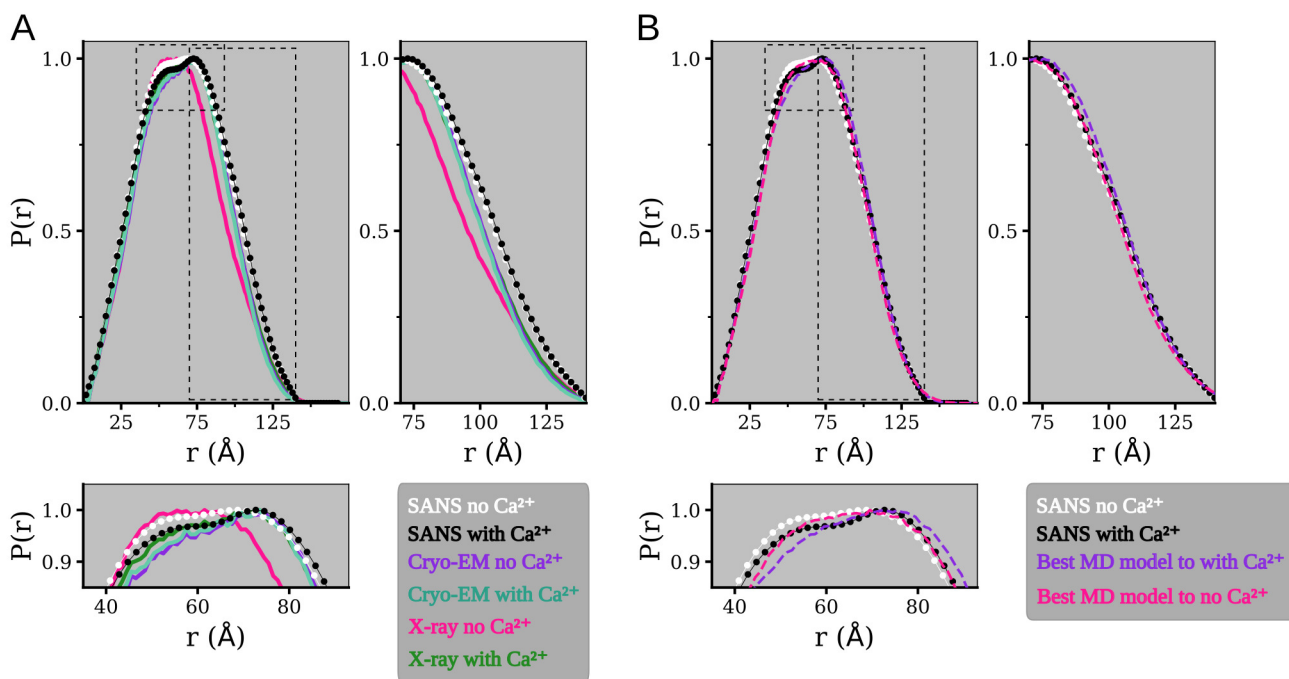 A
B
1.0
0.5
0.0
P(r)
25
75
125
r (Å)
1.0
0.5
0.0
75
100
125
r (Å)
1.0
0.5
0.0
P(r)
25
75
125
r (Å)
1.0
0.5
0.0
75
100
125
r (Å)
1.0
0.9
P(r)
40
60
80
r (Å)
SANS no Ca²⁺
SANS with Ca²⁺
Cryo-EM no Ca²⁺
Cryo-EM with Ca²⁺
X-ray no Ca²⁺
X-ray with Ca²⁺
1.0
0.9
P(r)
40
60
80
r (Å)
SANS no Ca²⁺
SANS with Ca²⁺
Best MD model to with Ca²⁺
Best MD model to no Ca²⁺